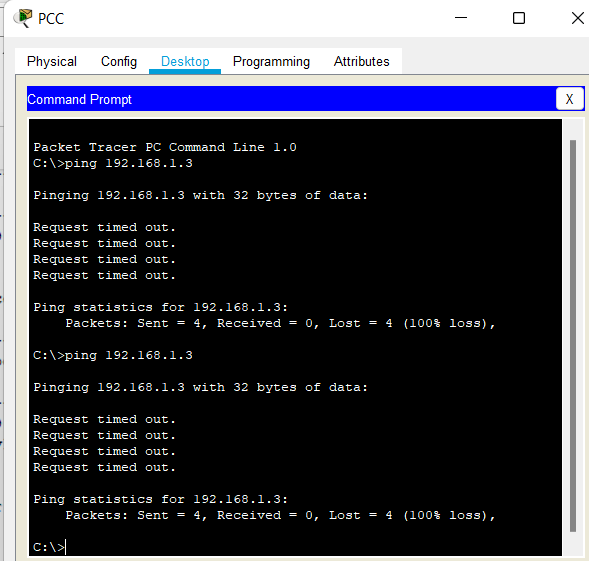 PCC
Physical Config Desktop Programming Attributes
Command Prompt X
Packet Tracer PC Command Line 1.0
C:\>ping 192.168.1.3
Pinging 192.168.1.3 with 32 bytes of data:
Request timed out.
Request timed out.
Request timed out.
Request timed out.
Ping statistics for 192.168.1.3:
    Packets: Sent = 4, Received = 0, Lost = 4 (100% loss),
C:\>ping 192.168.1.3
Pinging 192.168.1.3 with 32 bytes of data:
Request timed out.
Request timed out.
Request timed out.
Request timed out.
Ping statistics for 192.168.1.3:
    Packets: Sent = 4, Received = 0, Lost = 4 (100% loss),
C:\>